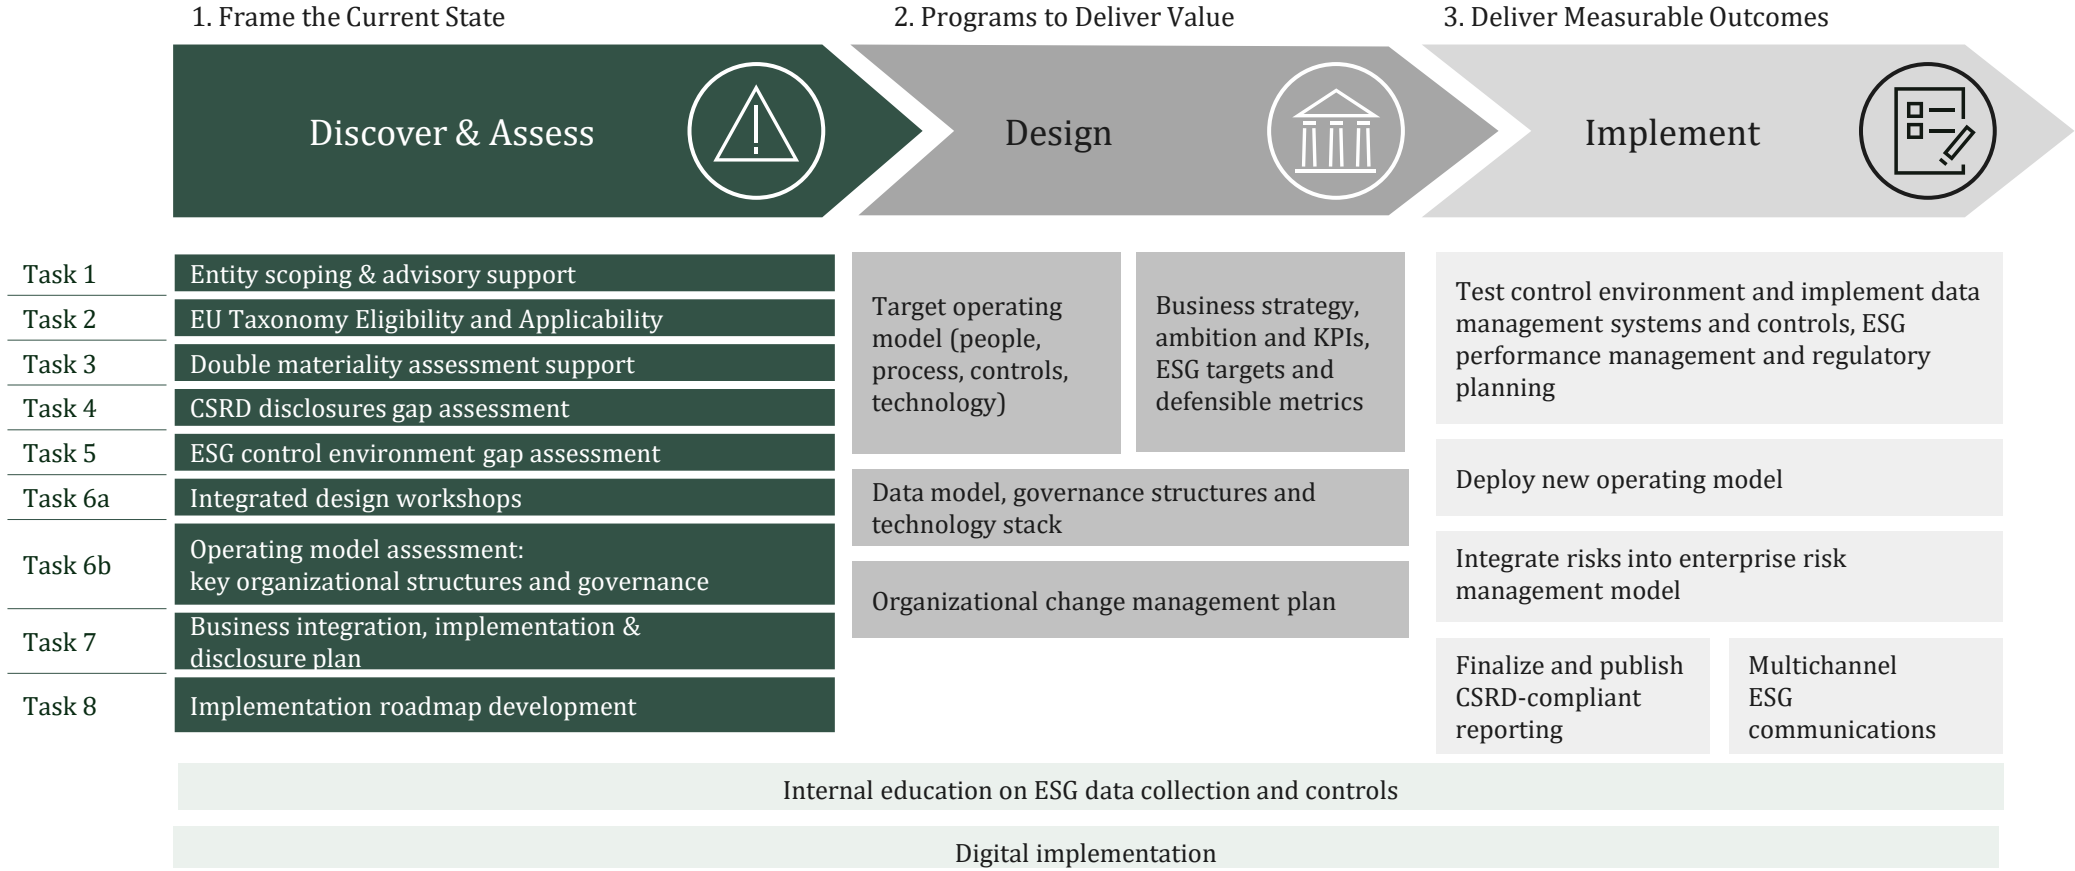 1. Frame the Current State
2. Programs to Deliver Value
3. Deliver Measurable Outcomes
Discover & Assess
Design
Implement
Task 1
Entity scoping & advisory support
Task 2
EU Taxonomy Eligibility and Applicability
Task 3
Double materiality assessment support
Task 4
CSRD disclosures gap assessment
Task 5
ESG control environment gap assessment
Task 6a
Integrated design workshops
Task 6b
Operating model assessment:
key organizational structures and governance
Task 7
Business integration, implementation &
disclosure plan
Task 8
Implementation roadmap development
Target operating
model (people,
process, controls,
technology)
Business strategy,
ambition and KPIs,
ESG targets and
defensible metrics
Data model, governance structures and
technology stack
Organizational change management plan
Test control environment and implement data
management systems and controls, ESG
performance management and regulatory
planning
Deploy new operating model
Integrate risks into enterprise risk
management model
Finalize and publish
CSRD-compliant
reporting
Multichannel
ESG
communications
Internal education on ESG data collection and controls
Digital implementation